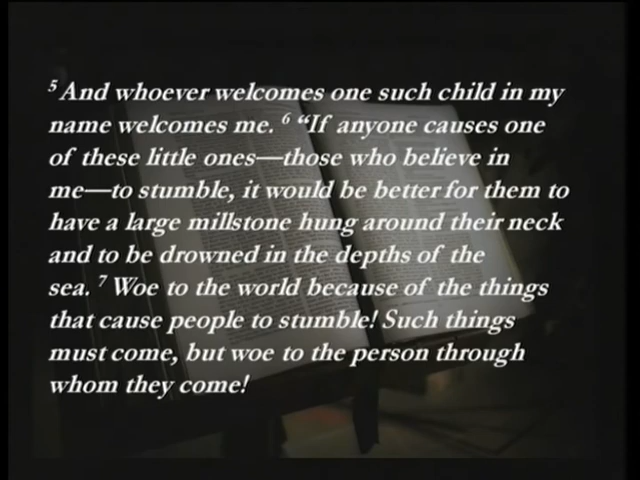 ⁵ And whoever welcomes one such child in my
name welcomes me. ⁶ “If anyone causes one
of these little ones—those who believe in
me—to stumble, it would be better for them to
have a large millstone hung around their neck
and to be drowned in the depths of the
sea. ⁷ Woe to the world because of the things
that cause people to stumble! Such things
must come, but woe to the person through
whom they come!